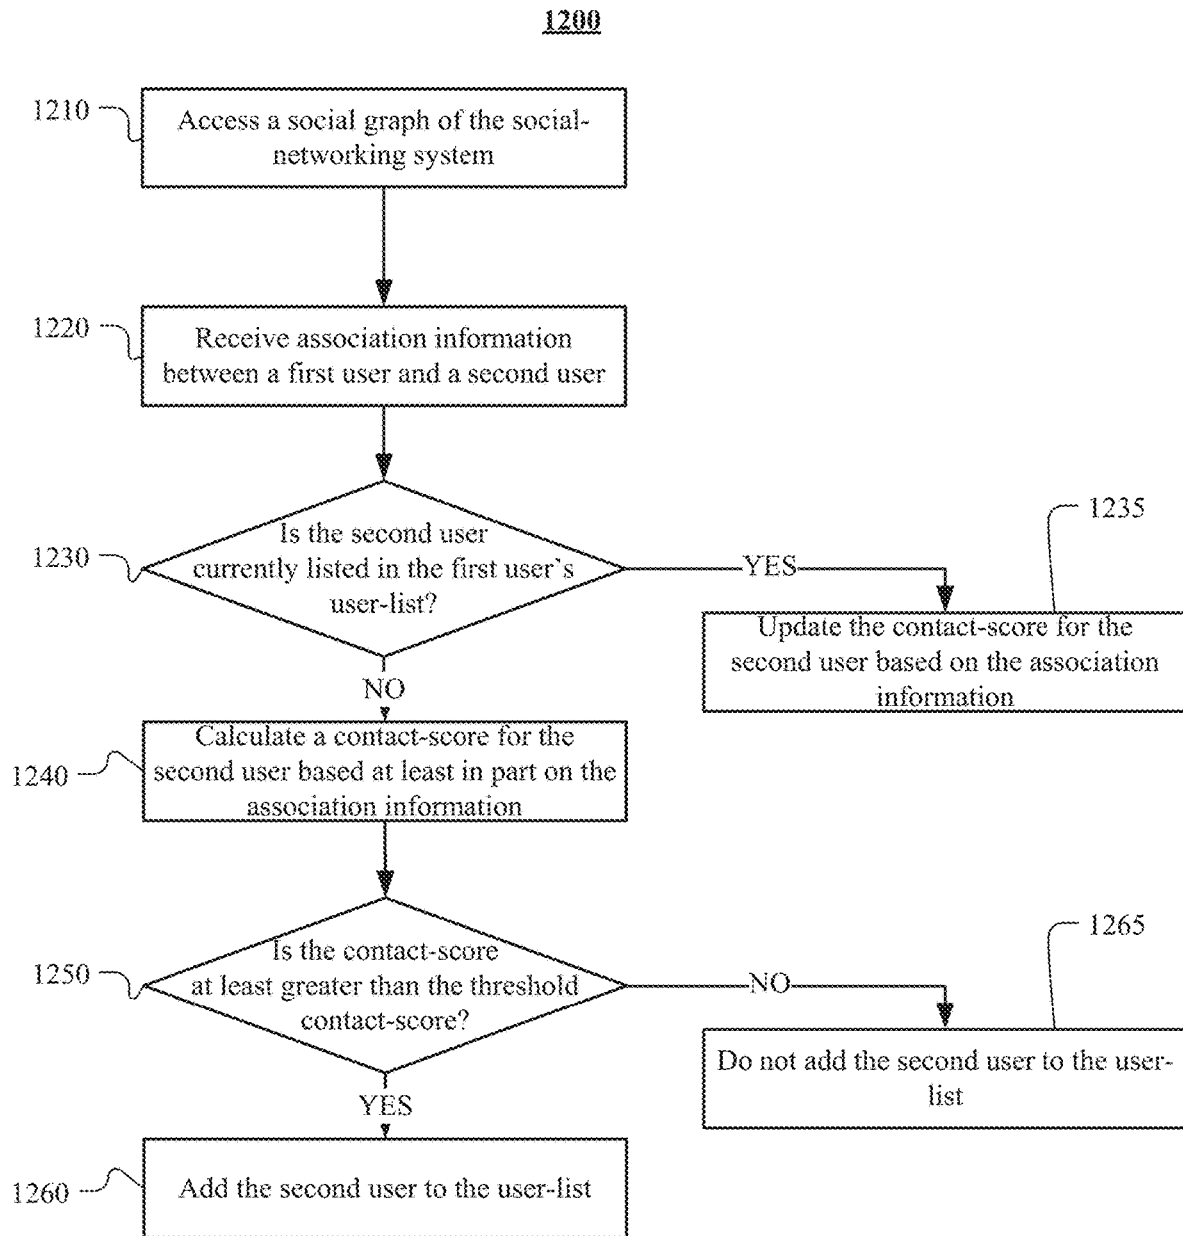 1200
1210
Access a social graph of the social-
networking system
1220
Receive association information
between a first user and a second user
1230
Is the second user
currently listed in the first user`s
user-list?
YES
1235
Update the contact-score for the
second user based on the association
information
NO
1240
Calculate a contact-score for the
second user based at least in part on the
association information
1250
Is the contact-score
at least greater than the threshold
contact-score?
NO
1265
Do not add the second user to the user-
list
YES
1260
Add the second user to the user-list